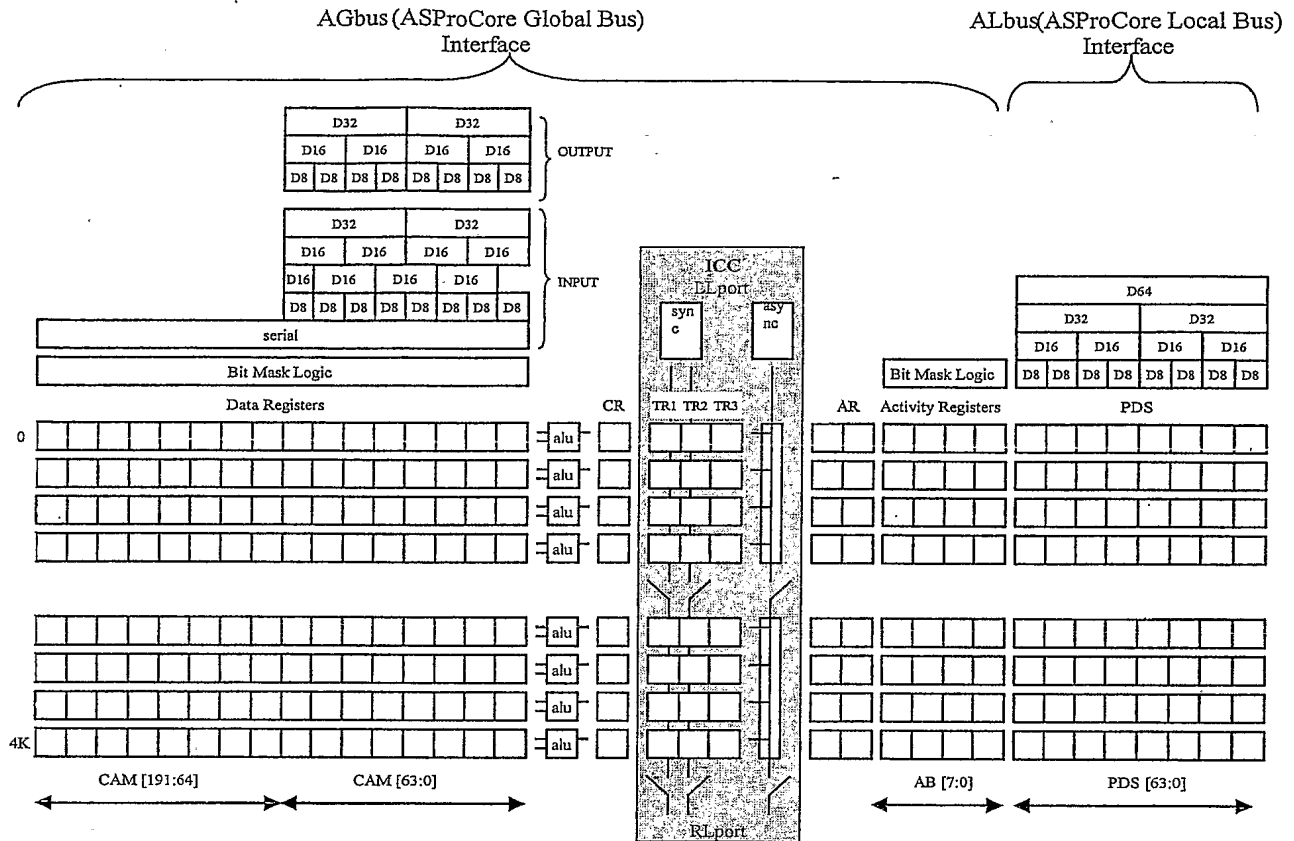 AGbus (ASProCore Global Bus)
Interface
ALbus(ASProCore Local Bus)
Interface
D32 D32
D16 D16 D16 D16
D8 D8 D8 D8 D8 D8 D8 D8
OUTPUT
D32 D32
D16 D16 D16 D16
D16 D16 D16 D16
D8 D8 D8 D8 D8 D8 D8 D8
INPUT
serial
Bit Mask Logic
ICC
LLport
syn
c
asy
nc
D64
D32 D32
D16 D16 D16 D16
D8 D8 D8 D8 D8 D8 D8 D8
Bit Mask Logic
Data Registers
CR
TR1 TR2 TR3
AR
Activity Registers
PDS
0
alu
alu
alu
alu
alu
alu
alu
4K
alu
CAM [191:64]
CAM [63:0]
AB [7:0]
PDS [63:0]
RLport